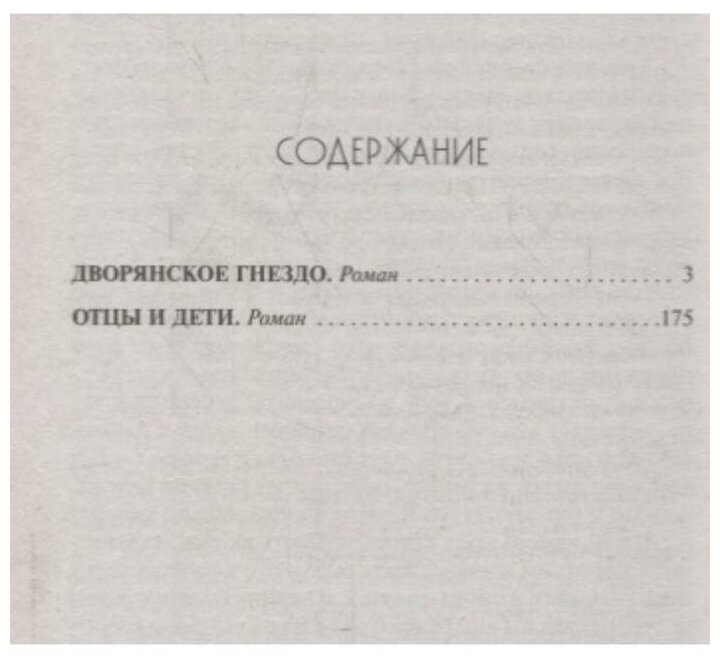 СОДЕРЖАНИЕ
ДВОРЯНСКОЕ ГНЕЗДО. Роман . . . . . . . . . . . . . . . . . . . . . . . . 3
ОТЦЫ И ДЕТИ. Роман . . . . . . . . . . . . . . . . . . . . . . . . . . . . . . .175